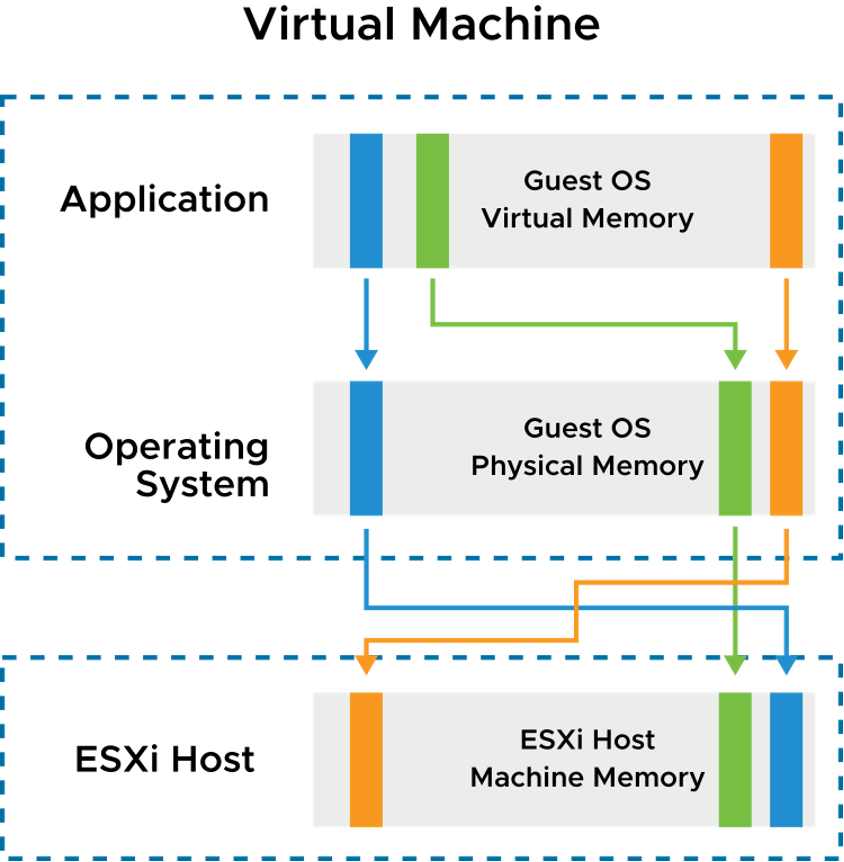 Virtual Machine
Application
Guest OS
Virtual Memory
Operating
System
Guest OS
Physical Memory
ESXi Host
ESXi Host
Machine Memory